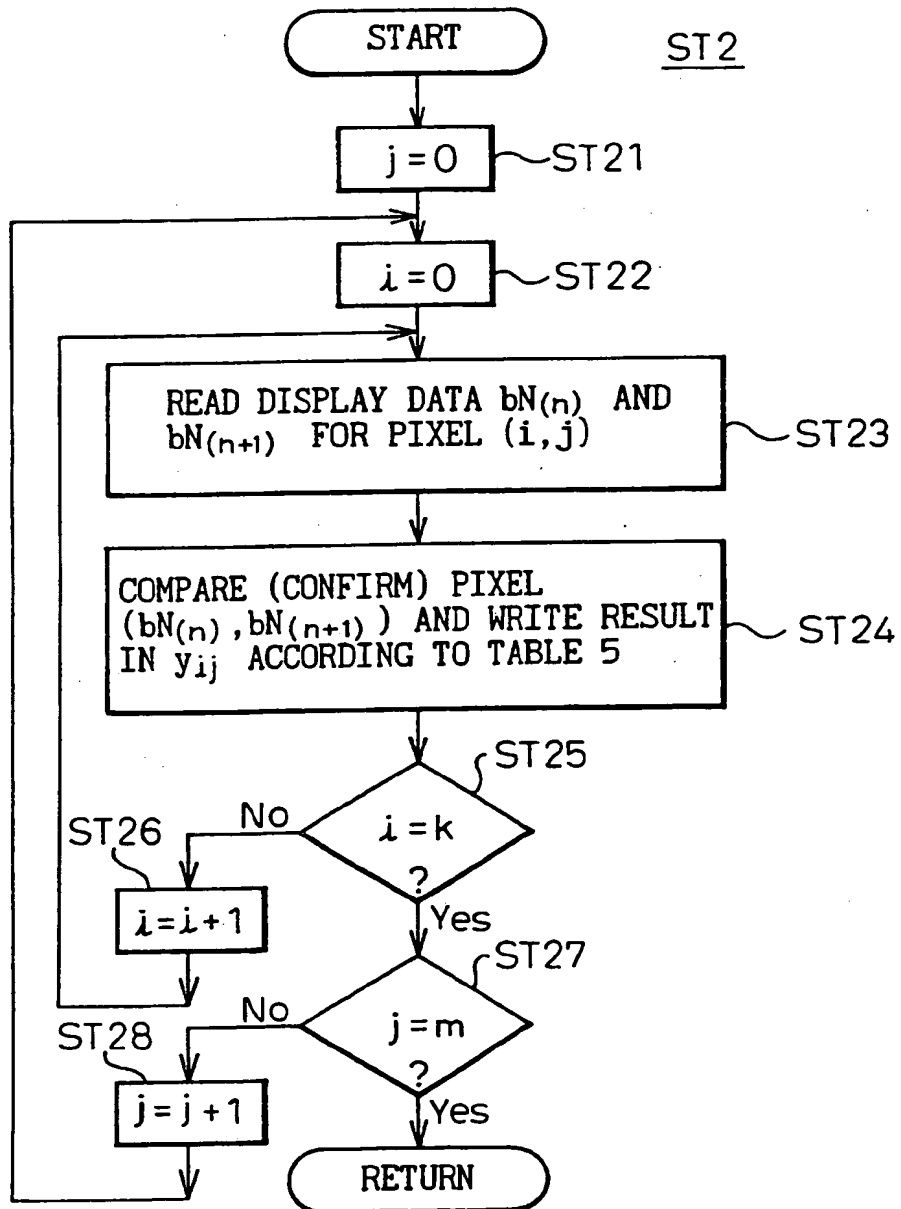 START
ST2
j=0
ST21
i=0
ST22
READ DISPLAY DATA bN(n) AND
bN(n+1) FOR PIXEL (i,j)
ST23
COMPARE (CONFIRM) PIXEL
(bN(n),bN(n+1)) AND WRITE RESULT
IN yij ACCORDING TO TABLE 5
ST24
ST25
i=k
?
No
Yes
ST26
i=i+1
ST27
j=m
?
No
Yes
ST28
j=j+1
RETURN